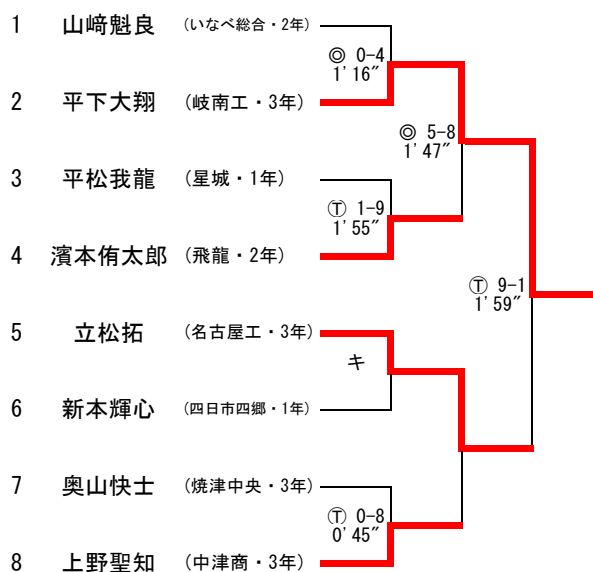 1 山﨑魁良 (いなべ総合・2年)
◎ 0-4
1'16″
2 平下大翔 (岐南工・3年)
◎ 5-8
1'47″
3 平松我龍 (星城・1年)
Ⓣ 1-9
1'55″
4 濱本侑太郎 (飛龍・2年)
Ⓣ 9-1
1'59″
5 立松拓 (名古屋工・3年)
キ
6 新本輝心 (四日市四郷・1年)
7 奥山快士 (焼津中央・3年)
Ⓣ 0-8
0'45″
8 上野聖知 (中津商・3年)